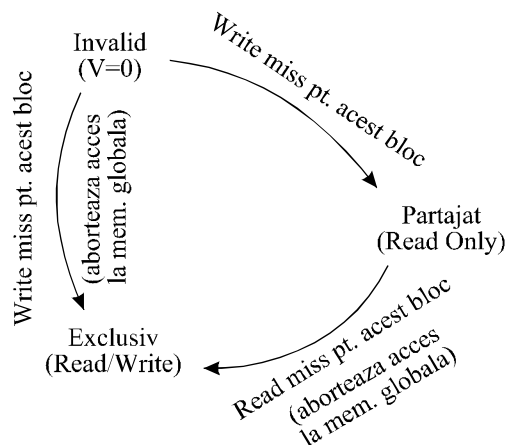 Invalid
(V=0)
Write miss pt. acest bloc
Write miss pt. acest bloc
(aborteaza acces
la mem. globala)
Partajat
(Read Only)
Exclusiv
(Read/Write)
Read miss pt. acest bloc
(aborteaza acces
la mem. globala)